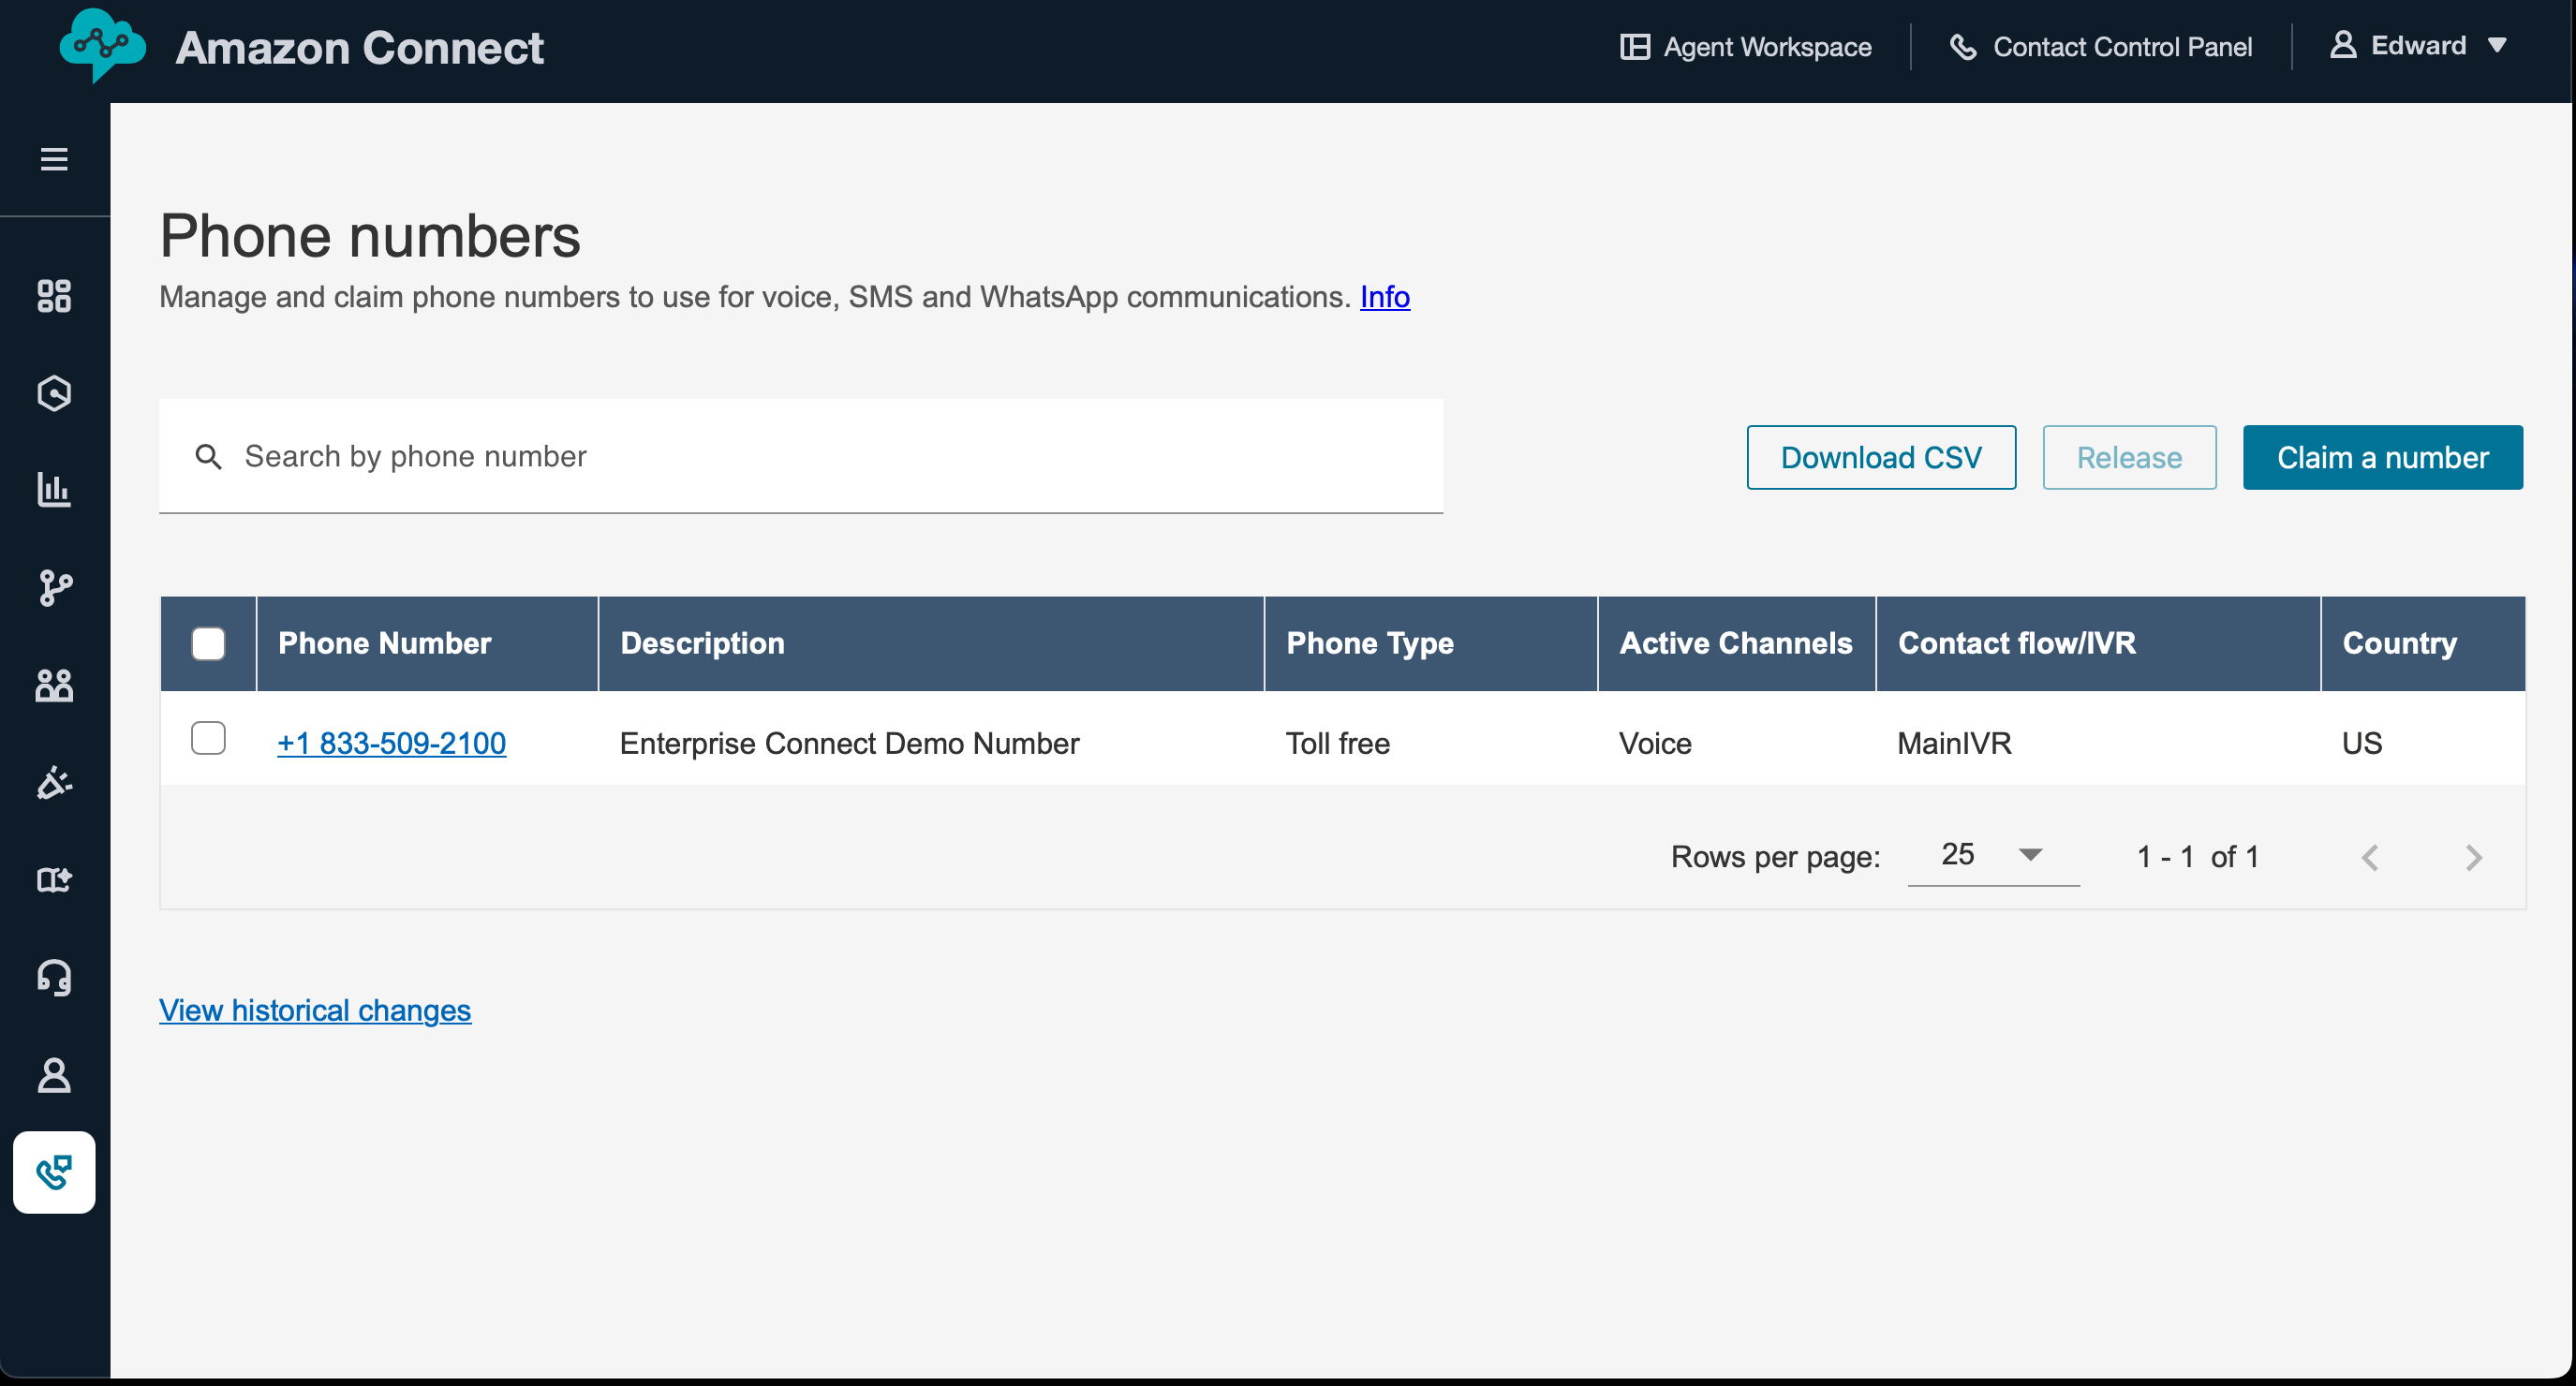 Amazon Connect
Agent Workspace
Contact Control Panel
Edward
Phone numbers
Manage and claim phone numbers to use for voice, SMS and WhatsApp communications. Info
Search by phone number
Download CSV
Release
Claim a number
Phone Number Description Phone Type Active Channels Contact flow/IVR Country
+1 833-509-2100 Enterprise Connect Demo Number Toll free Voice MainIVR US
Rows per page: 25 1 - 1 of 1
View historical changes